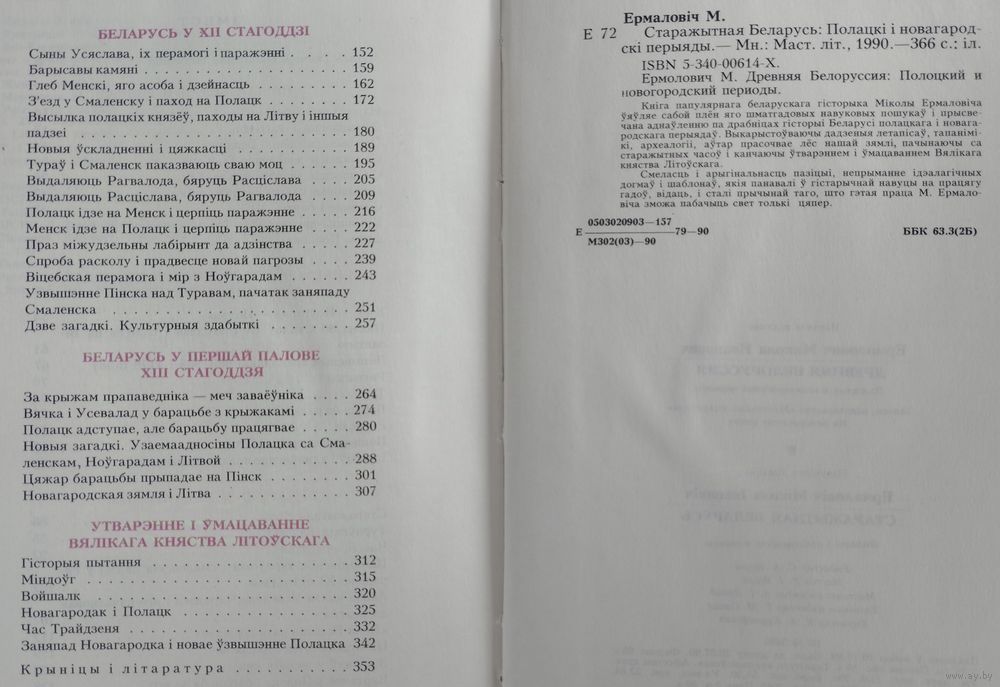 БЕЛАРУСЬ У XII СТАГОДДЗІ
Сыны Усяслава, іх перамогі і паражэнні . . . . 152
Барысавы камяні . . . . . . . . . . . . . . . . 159
Глеб Менскі, яго асоба і дзейнасць . . . . . . . 162
З'езд у Смаленску і паход на Полацк . . . . . . 172
Высылка полацкіх князёў, паходы на Літву і іншыя
падзеі . . . . . . . . . . . . . . . . . . . . . 180
Новыя ўскладненні і цяжкасці . . . . . . . . . . 189
Тураў і Смаленск паказваюць сваю моц . . . . . . 195
Выдаляюць Рагвалода, бяруць Расціслава . . . . . 205
Выдаляюць Расціслава, бяруць Рагвалода . . . . . 209
Полацк ідзе на Менск і церпіць паражэнне . . . . 216
Менск ідзе на Полацк і церпіць паражэнне . . . . 222
Праз міжудзельны лабірынт да адзінства . . . . . 227
Спроба расколу і прадвесце новай пагрозы . . . . 239
Віцебская перамога і мір з Ноўгарадам . . . . . . 243
Узвышэнне Пінска над Туравам, пачатак заняпаду
Смаленска . . . . . . . . . . . . . . . . . . . 251
Дзве загадкі. Культурныя здабыткі . . . . . . . . 257
БЕЛАРУСЬ У ПЕРШАЙ ПАЛОВЕ
XIII СТАГОДДЗЯ
За крыжам прапаведніка — меч заваёўніка . . . . 264
Вячка і Усевалад у барацьбе з крыжакамі . . . . . 274
Полацк адступае, але барацьбу працягвае . . . . . 280
Новыя загадкі. Узаемаадносіны Полацка са Сма-
ленскам, Ноўгарадам і Літвой . . . . . . . . . . 288
Цяжар барацьбы прыпадае на Пінск . . . . . . . . 301
Новагародская зямля і Літва . . . . . . . . . . . 307
УТВАРЭННЕ І ЎМАЦАВАННЕ
ВЯЛІКАГА КНЯСТВА ЛІТОЎСКАГА
Гісторыя пытання . . . . . . . . . . . . . . . . 312
Міндоўг . . . . . . . . . . . . . . . . . . . . 315
Войшалк . . . . . . . . . . . . . . . . . . . . 320
Новагародак і Полацк . . . . . . . . . . . . . . 325
Час Трайдзеня . . . . . . . . . . . . . . . . . 332
Заняпад Новагародка і новае ўзвышэнне Полацка 342
Крыніцы і літаратура . . . . . . . . . . . 353
Ермаловіч М.
Е 72 Старажытная Беларусь: Полацкі і новагарод-
скі перыяды.— Мн.: Маст. літ., 1990.—366 с.: іл.
ISBN 5-340-00614-X.
Ермолович М. Древняя Белоруссия: Полоцкий и
новогородский периоды.
Кніга папулярнага беларускага гісторыка Міколы Ермаловіча
ўяўляе сабой плён яго шматгадовых навуковых пошукаў і прысве-
чана аднаўленню па драбніцах гісторыі Беларусі полацкага і новага-
родскага перыядаў. Выкарыстоўваючы дадзеныя летапісаў, тапанімі-
кі, археалогіі, аўтар прасочвае лёс нашай зямлі, пачынаючы са
старажытных часоў і канчаючы ўтварэннем і ўмацаваннем Вялікага
княства Літоўскага.
Смеласць і арыгінальнасць пазіцыі, непрыманне ідэалагічных
догмаў і шаблонаў, якія панавалі ў гістарычнай навуцы на працягу
гадоў, відаць, і сталі прычынай таго, што гэтая праца М. Ермало-
віча зможа пабачыць свет толькі цяпер.
0503020903—157
Е 79—90 ББК 63.3(2Б)
М302(03)—90
www.ay.by